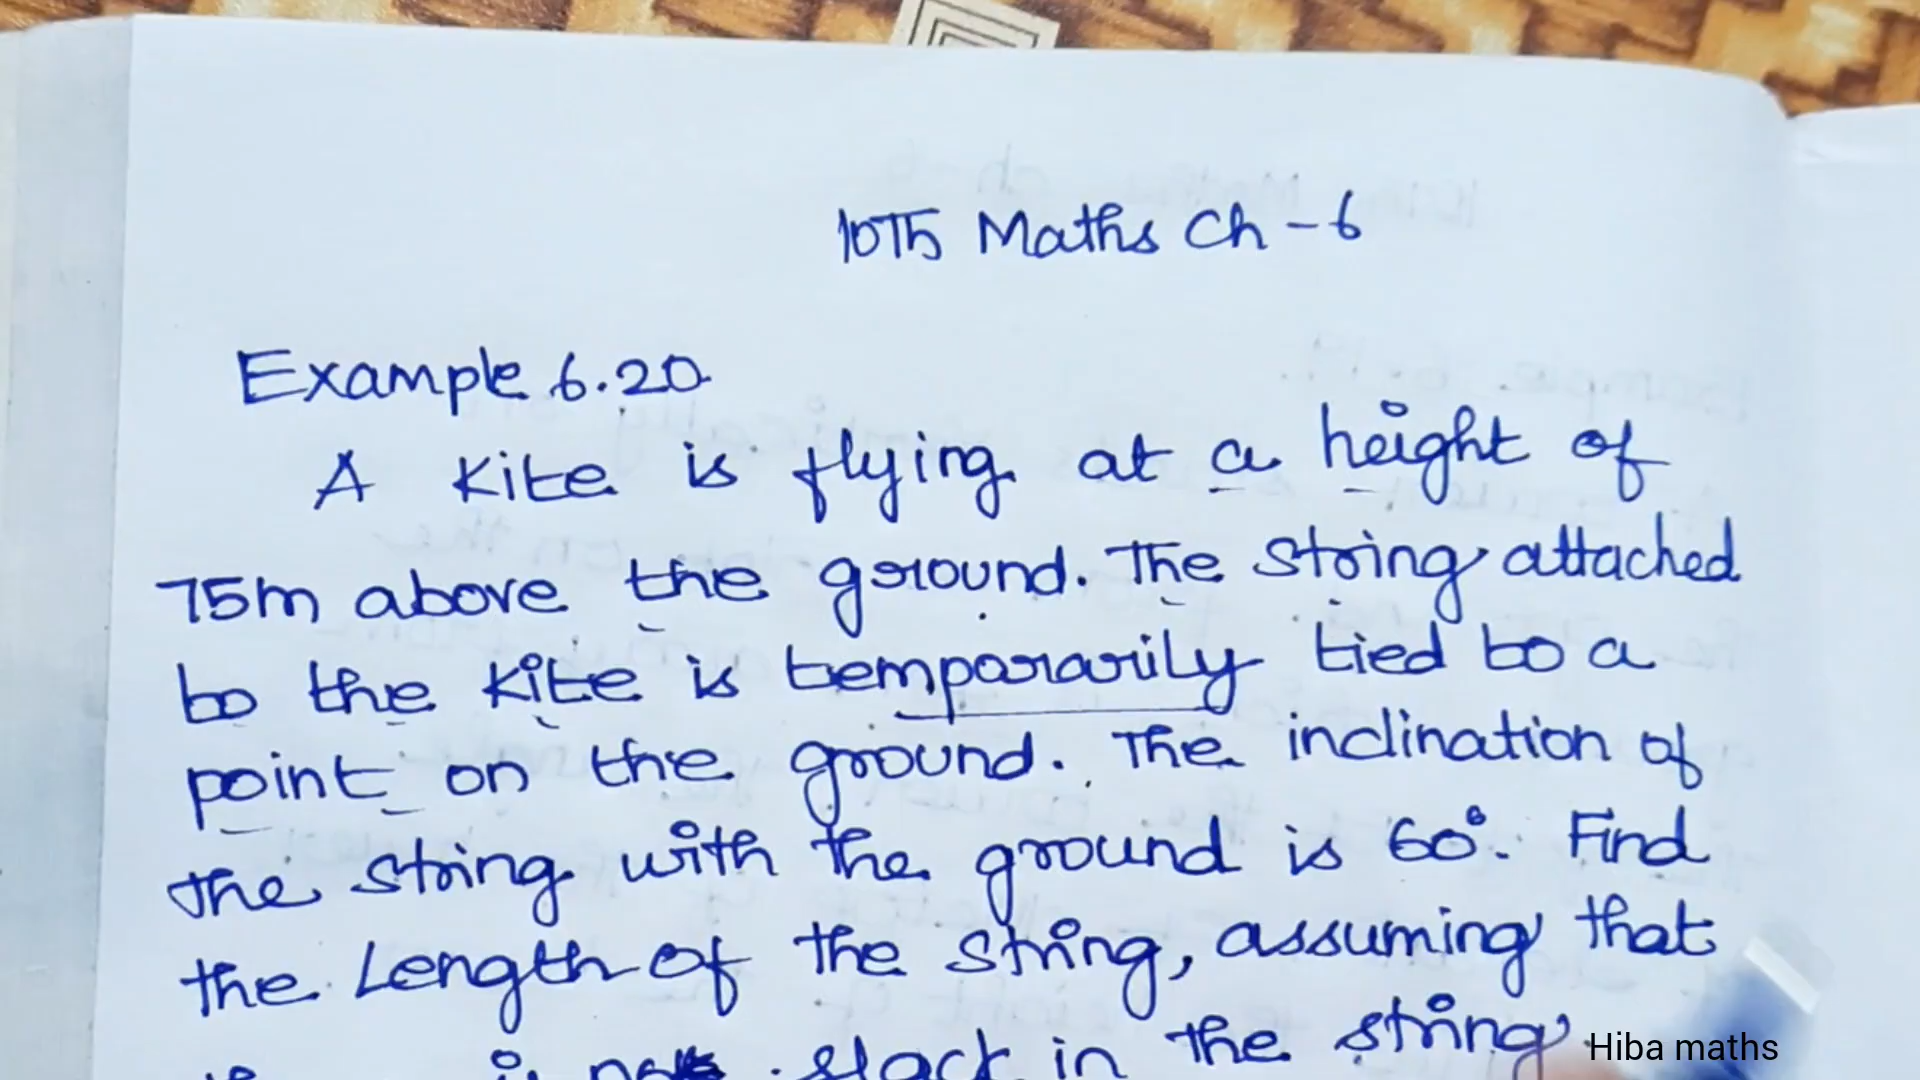 10Th Maths Ch - 6
Example 6.20
A Kite is flying at a height of
75m above the ground. The string attached
to the kite is tempararily tied to a
point on the ground. The inclination of
the string with the ground is 60°. Find
the Length of the string, assuming that
is slack in the string
Hiba maths